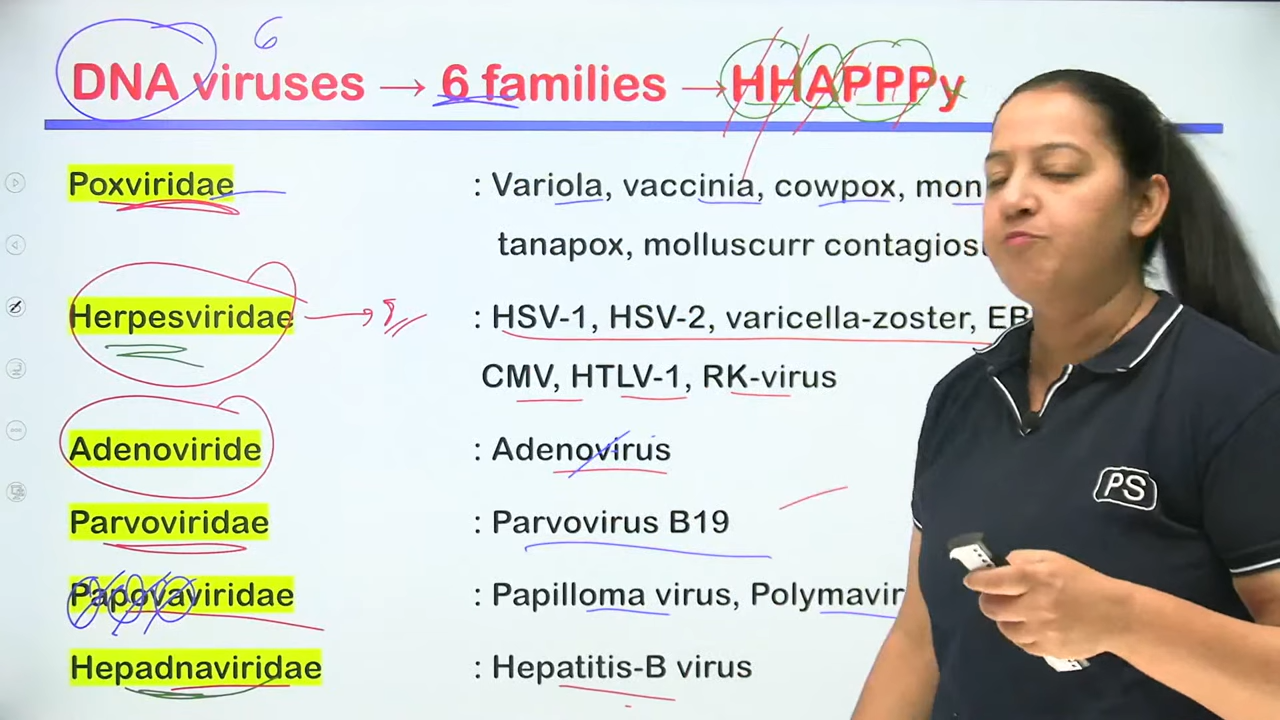 6
DNA viruses → 6 families → HHAPPPy
Poxviridae : Variola, vaccinia, cowpox, mon
tanapox, molluscurr contagios
Herpesviridae → 8 : HSV-1, HSV-2, varicella-zoster, EB
CMV, HTLV-1, RK-virus
Adenoviride : Adenovirus
Parvoviridae : Parvovirus B19
Papovaviridae : Papilloma virus, Polymavir
Hepadnaviridae : Hepatitis-B virus
PS